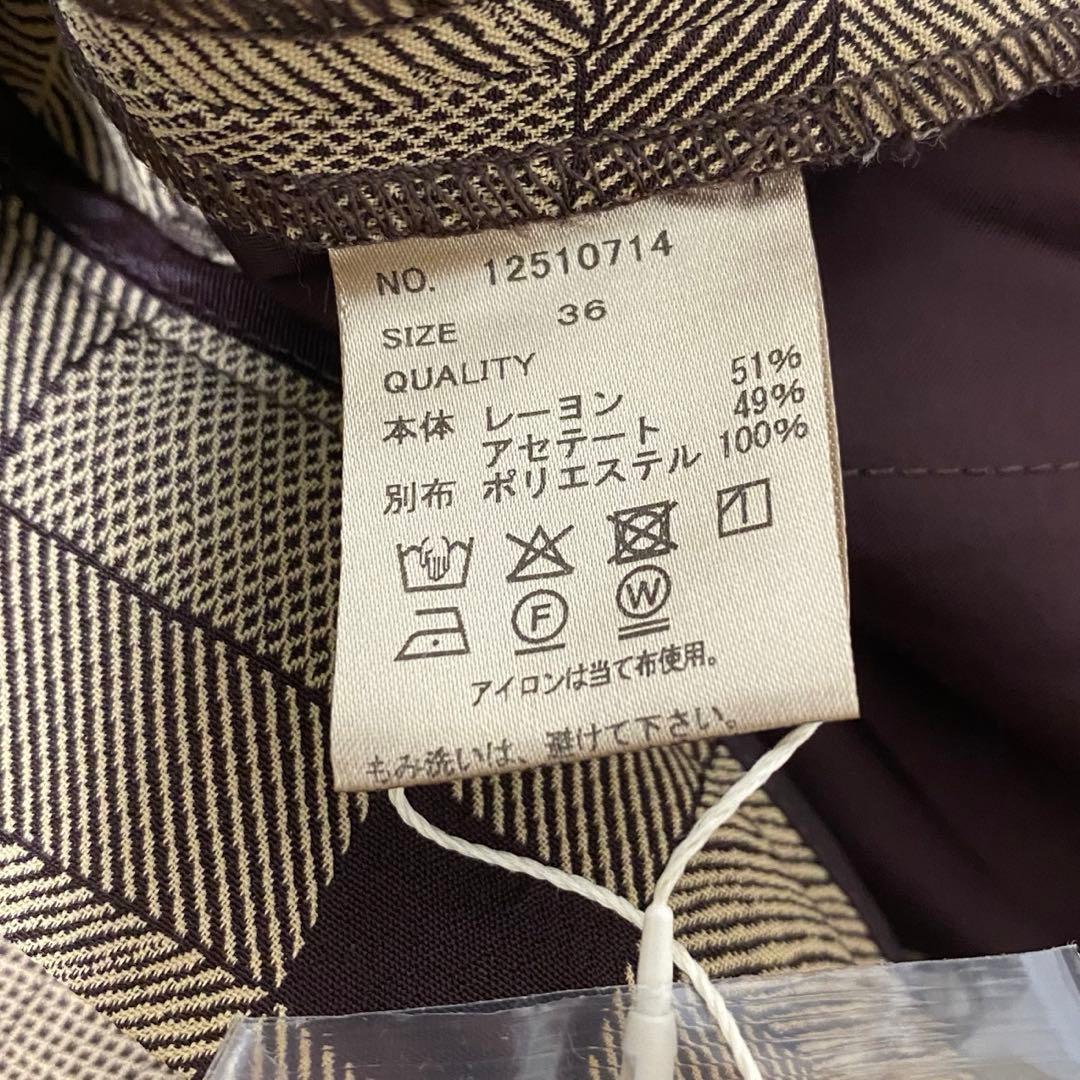 NO. 12510714
SIZE 36
QUALITY
本体 レーヨン 51%
アセテート 49%
別布 ポリエステル 100%
F W
アイロンは当て布使用。
もみ洗いは、避けて下さい。